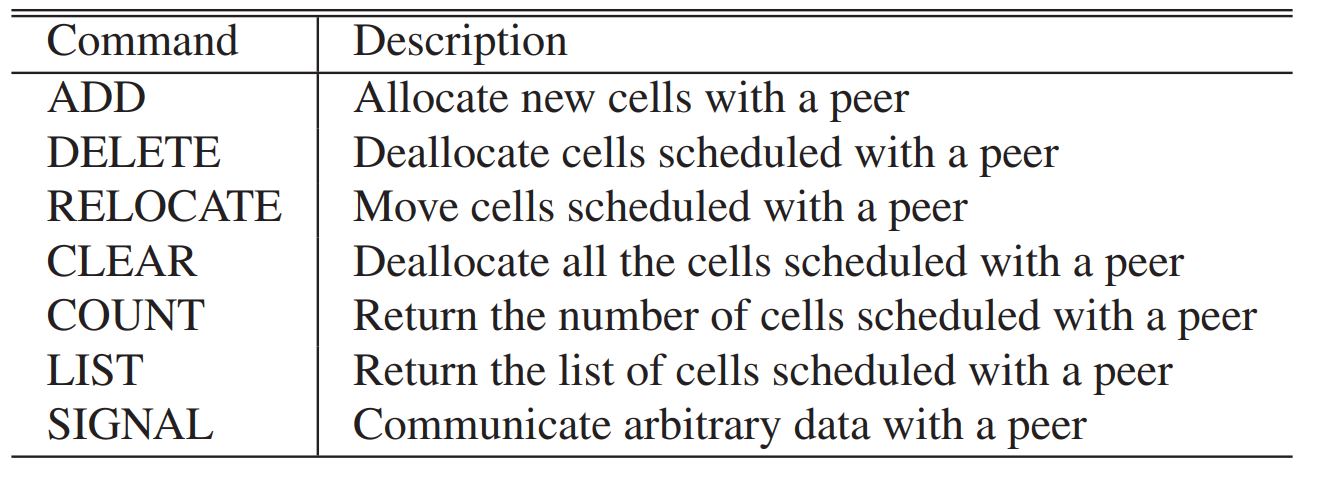 Command Description
ADD Allocate new cells with a peer
DELETE Deallocate cells scheduled with a peer
RELOCATE Move cells scheduled with a peer
CLEAR Deallocate all the cells scheduled with a peer
COUNT Return the number of cells scheduled with a peer
LIST Return the list of cells scheduled with a peer
SIGNAL Communicate arbitrary data with a peer